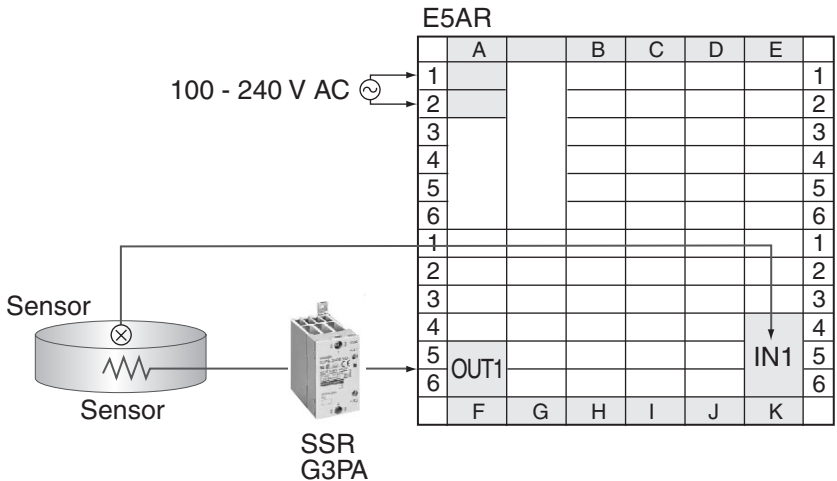 E5AR
A B C D E
100 - 240 V AC
1 1
2 2
3 3
4 4
5 5
6 6
1 1
2 2
3 3
4 4
5 OUT1 IN1 5
6 6
F G H I J K
Sensor
Sensor
SSR
G3PA